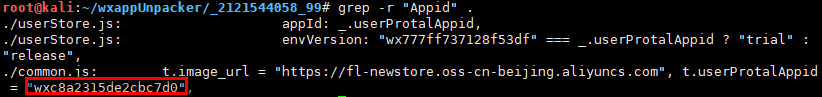 root@kali:~/wxappUnpacker/_2121544058_99# grep -r "Appid" .
./userStore.js: appId: _.userProtalAppid,
./userStore.js: envVersion: "wx777ff737128f53df" === _.userProtalAppid ? "trial" :
"release",
./common.js: t.image_url = "https://fl-newstore.oss-cn-beijing.aliyuncs.com", t.userProtalAppid
= "wxc8a2315de2cbc7d0",